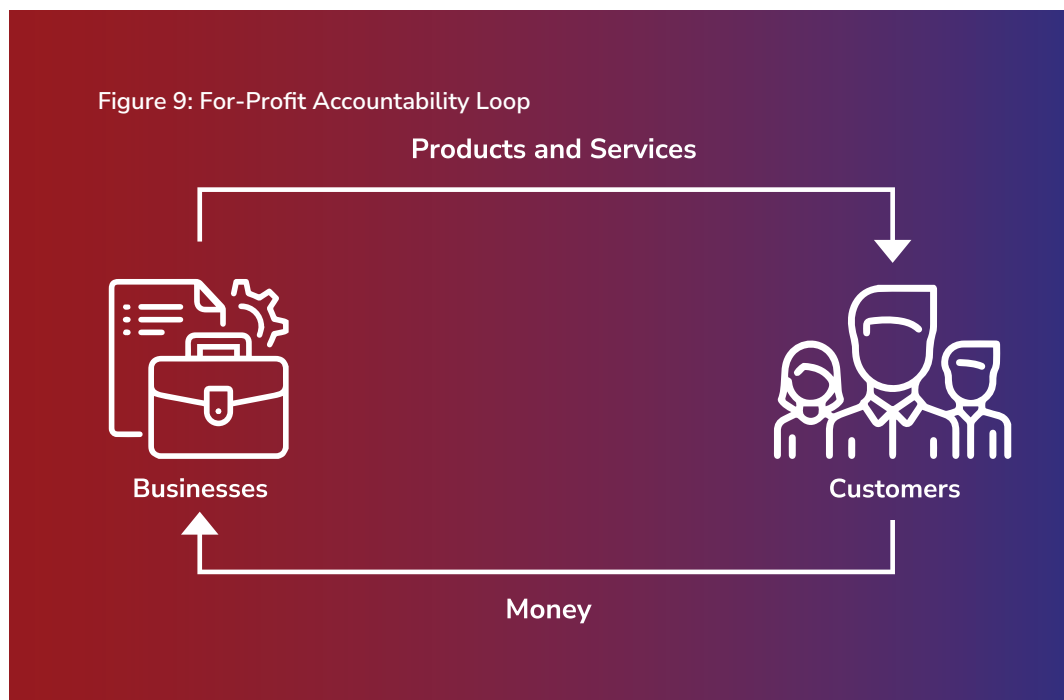 Figure 9: For-Profit Accountability Loop
Products and Services
Businesses
Customers
Money